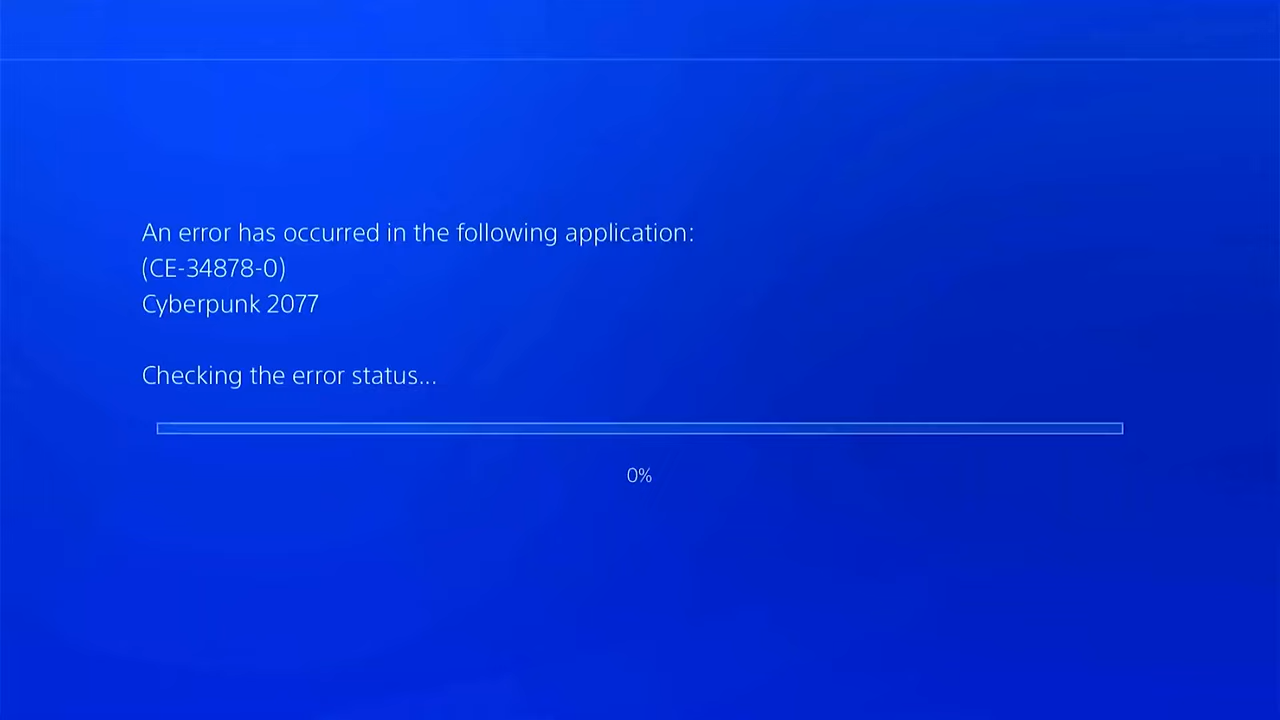 An error has occurred in the following application:
(CE-34878-0)
Cyberpunk 2077
Checking the error status...
0%